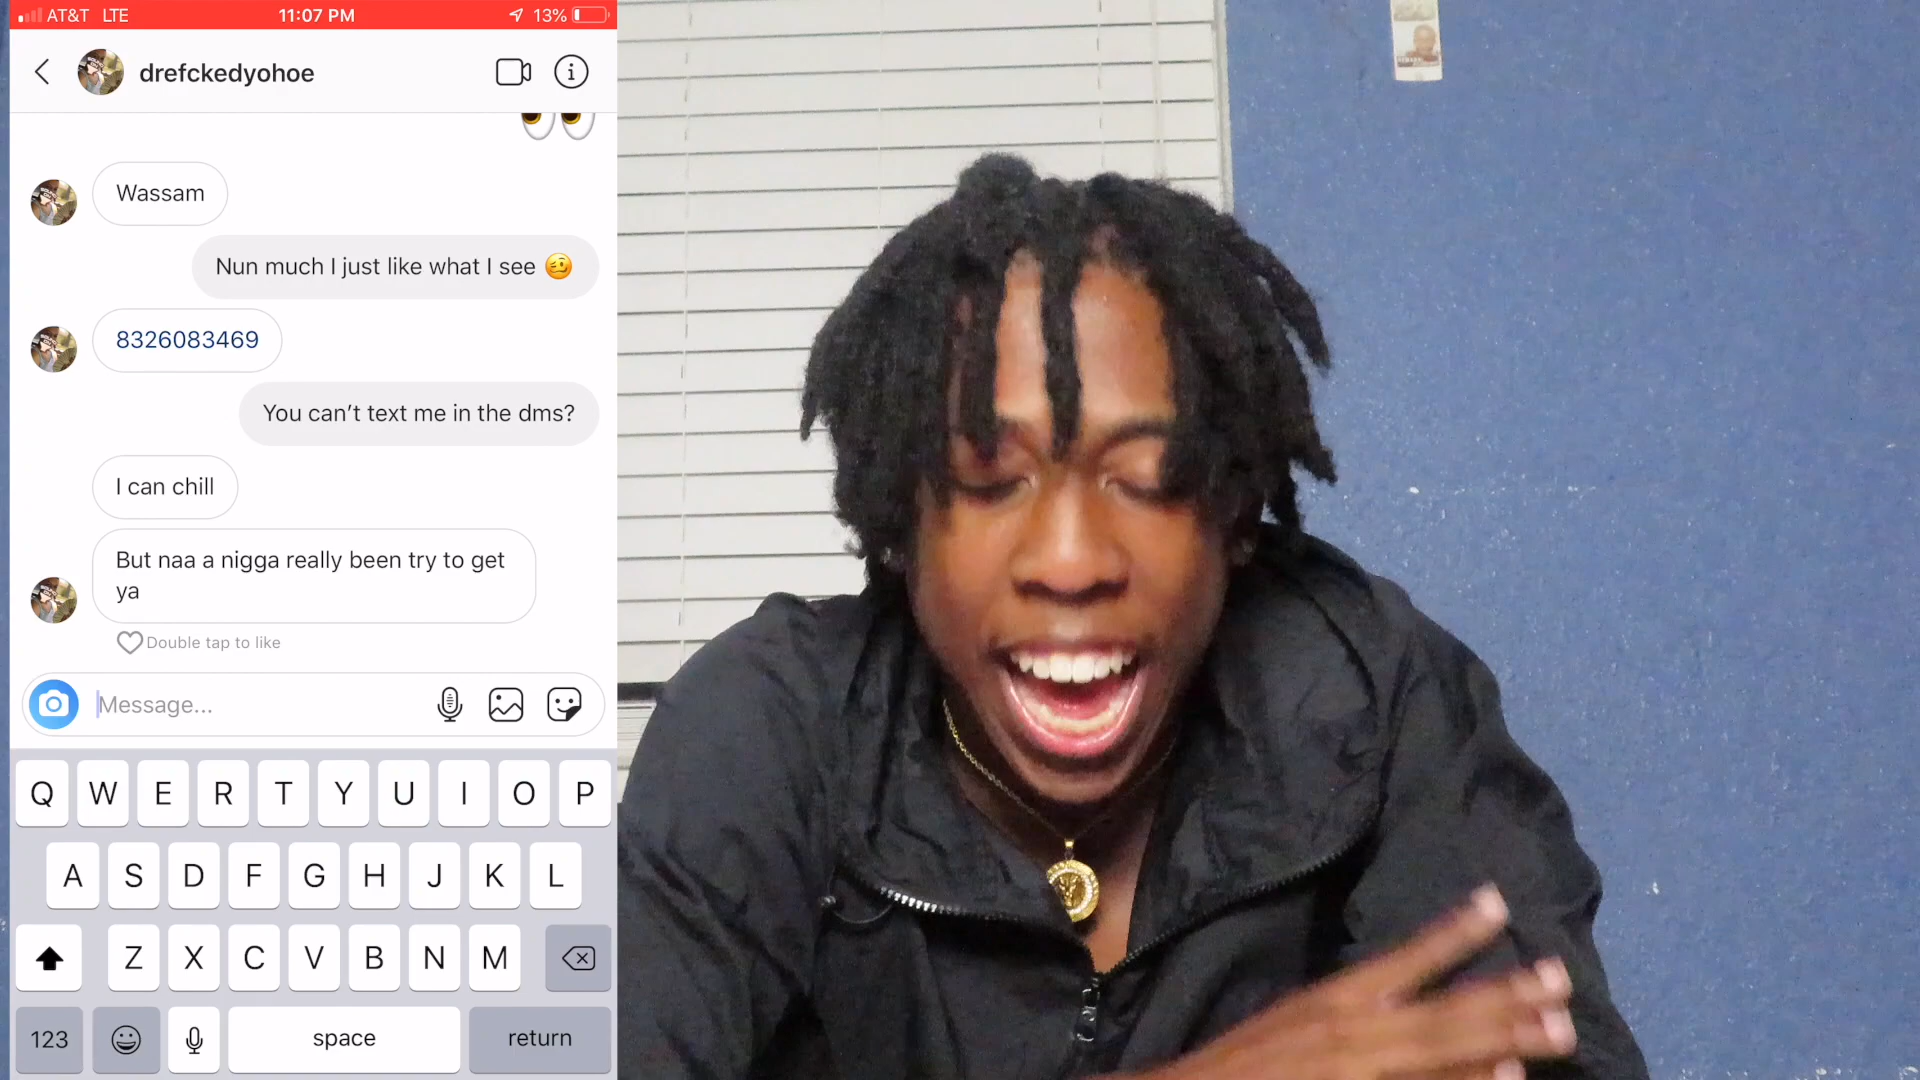 AT&T LTE 11:07 PM 13%
drefckedyohoe
Wassam
Nun much I just like what I see 🥴
8326083469
You can't text me in the dms?
I can chill
But naa a nigga really been try to get
ya
Double tap to like
Message...
Q W E R T Y U I O P
A S D F G H J K L
Z X C V B N M
123 space return